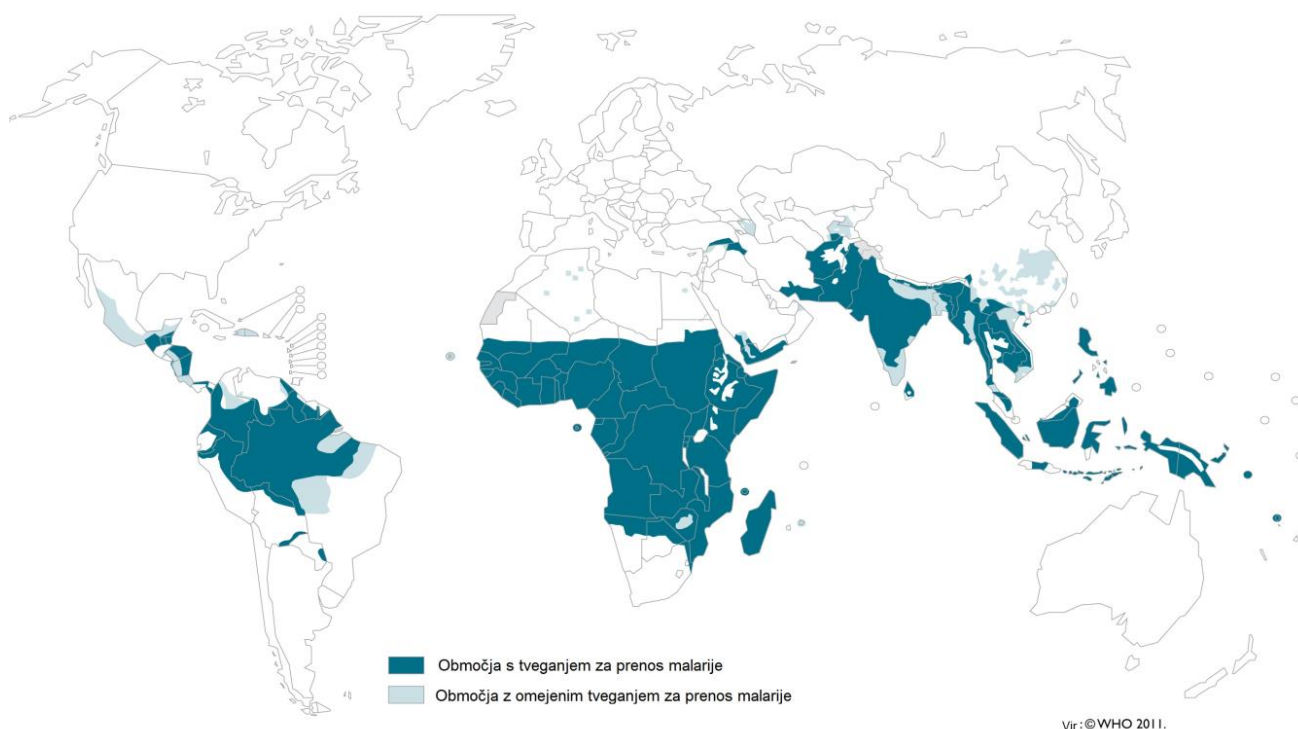 Območja s tveganjem za prenos malarije
Območja z omejenim tveganjem za prenos malarije
Vir : © WHO 2011.